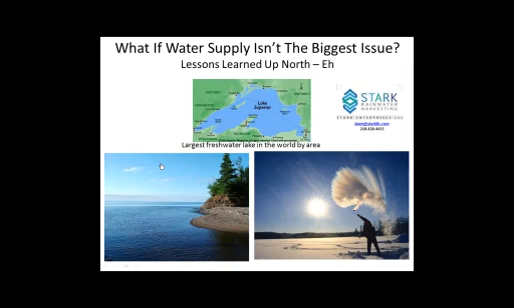 What If Water Supply Isn't The Biggest Issue?
Lessons Learned Up North – Eh
Lake
Superior
STARK
RAINWATER
HARVESTING
Largest freshwater lake in the world by area